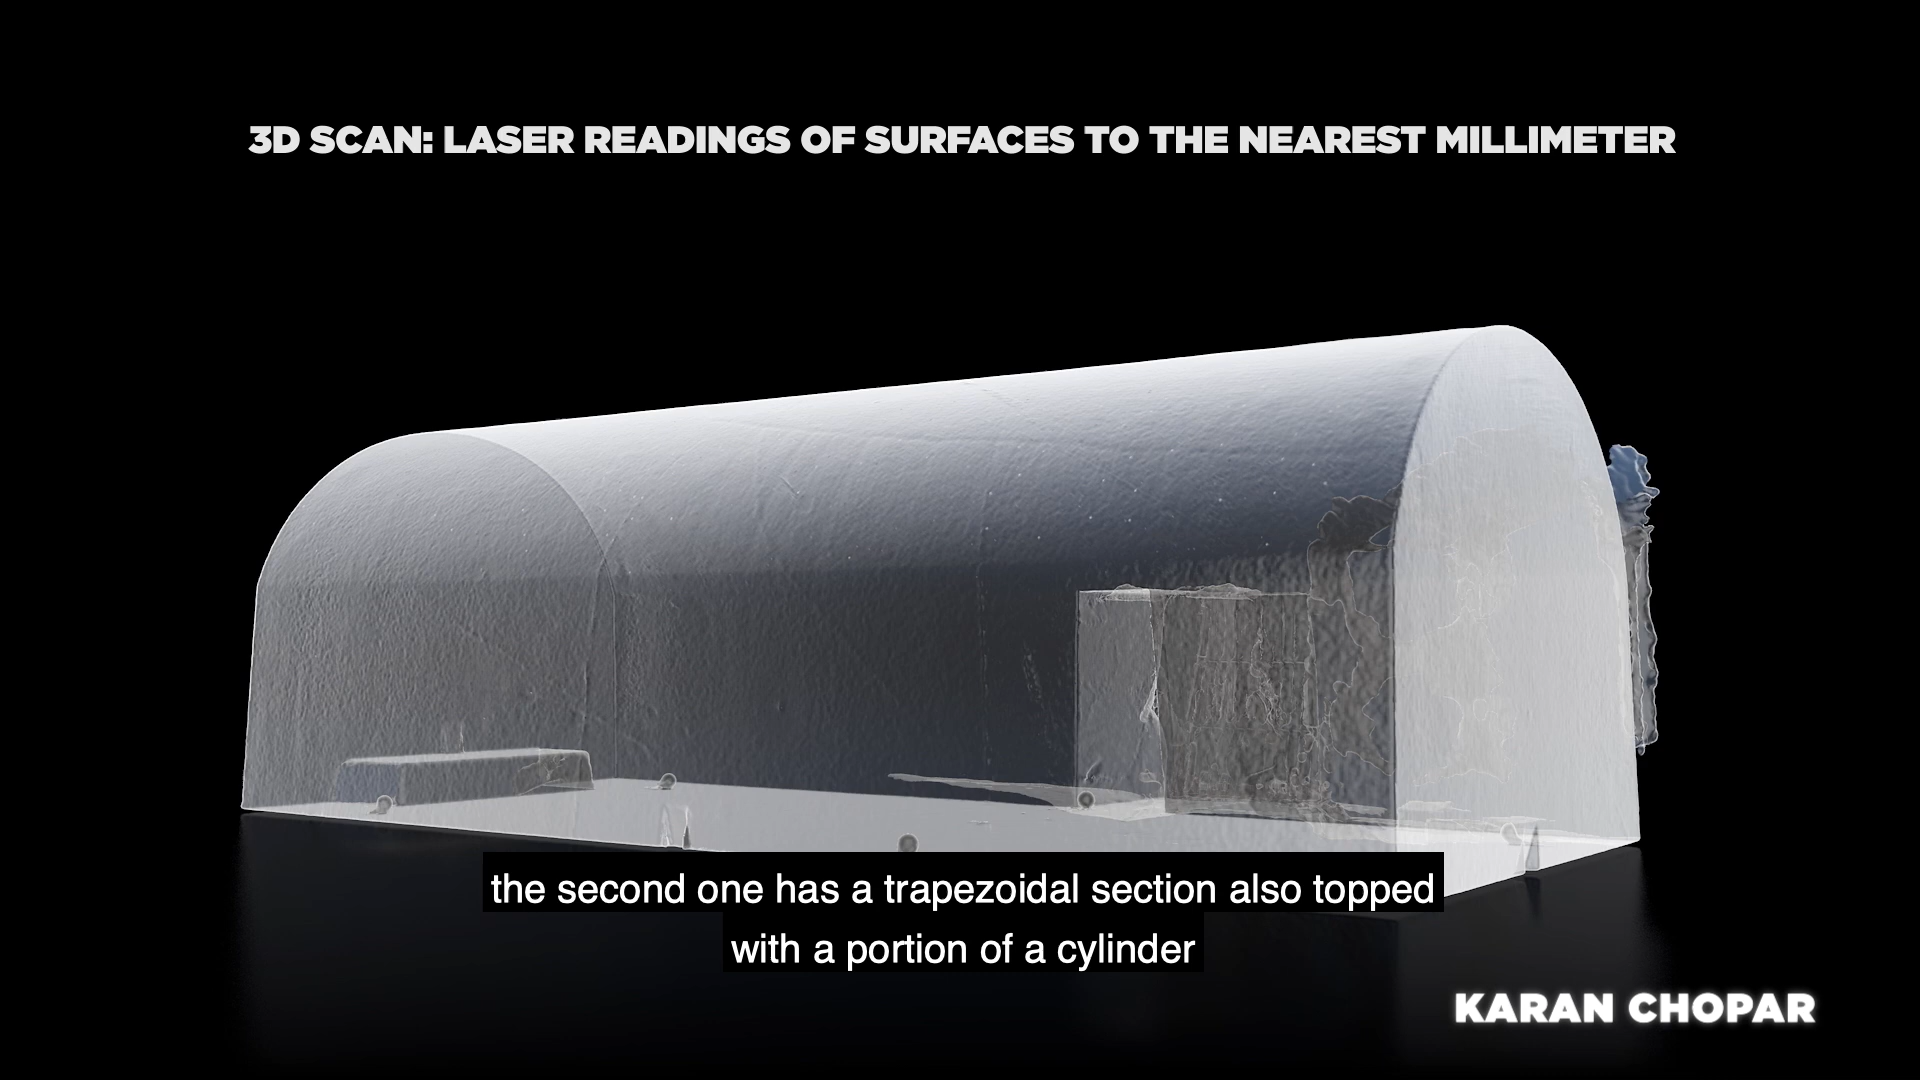 3D SCAN: LASER READINGS OF SURFACES TO THE NEAREST MILLIMETER
the second one has a trapezoidal section also topped
with a portion of a cylinder
KARAN CHOPAR